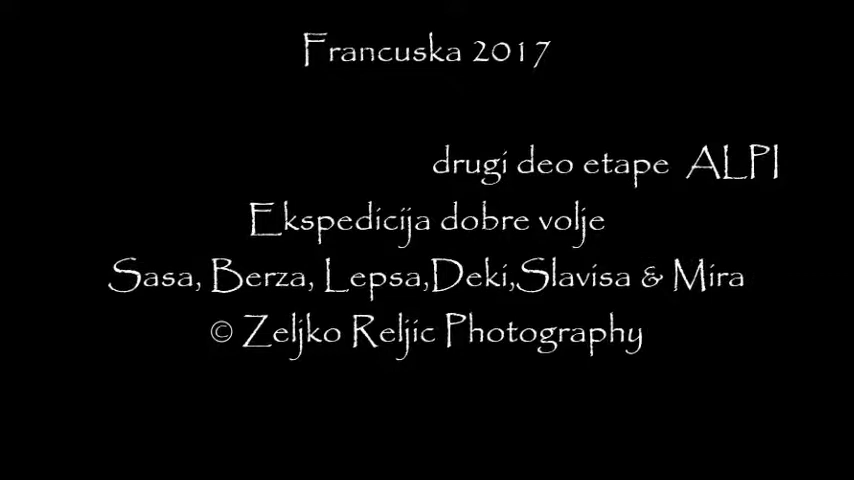 Francuska 2017
drugi deo etape ALPI
Ekspedicija dobre volje
Sasa, Berza, Lepsa,Deki,Slavisa & Mira
© Zeljko Reljic Photography